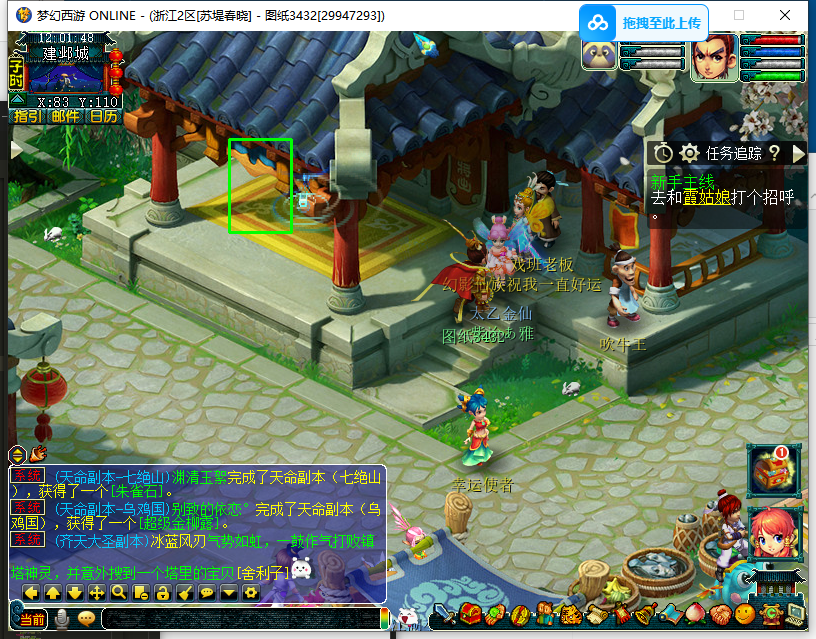 梦幻西游 ONLINE - (浙江2区[苏堤春晓] - 图纸3432[29947293])
拖拽至此上传
12:01:48
建邺城
子时
X:83 Y:110
指引 邮件 日历
任务追踪 ?
新手主线
去和霞姑娘打个招呼
。
戏班老板
祝我一直好运
太乙金仙
图纸3432
吹牛王
幸运使者
1
系统 (天命副本-七绝山)渊清玉絮完成了天命副本（七绝山
），获得了一个[朱雀石]。
系统 (天命副本-乌鸡国)别致的依恋°完成了天命副本（乌
鸡国），获得了一个[超级金柳露]。
系统 (齐天大圣副本)冰蓝风刃气势如虹，一鼓作气打败镇
塔神灵，并意外搜到一个塔里的宝贝[舍利子]
当前